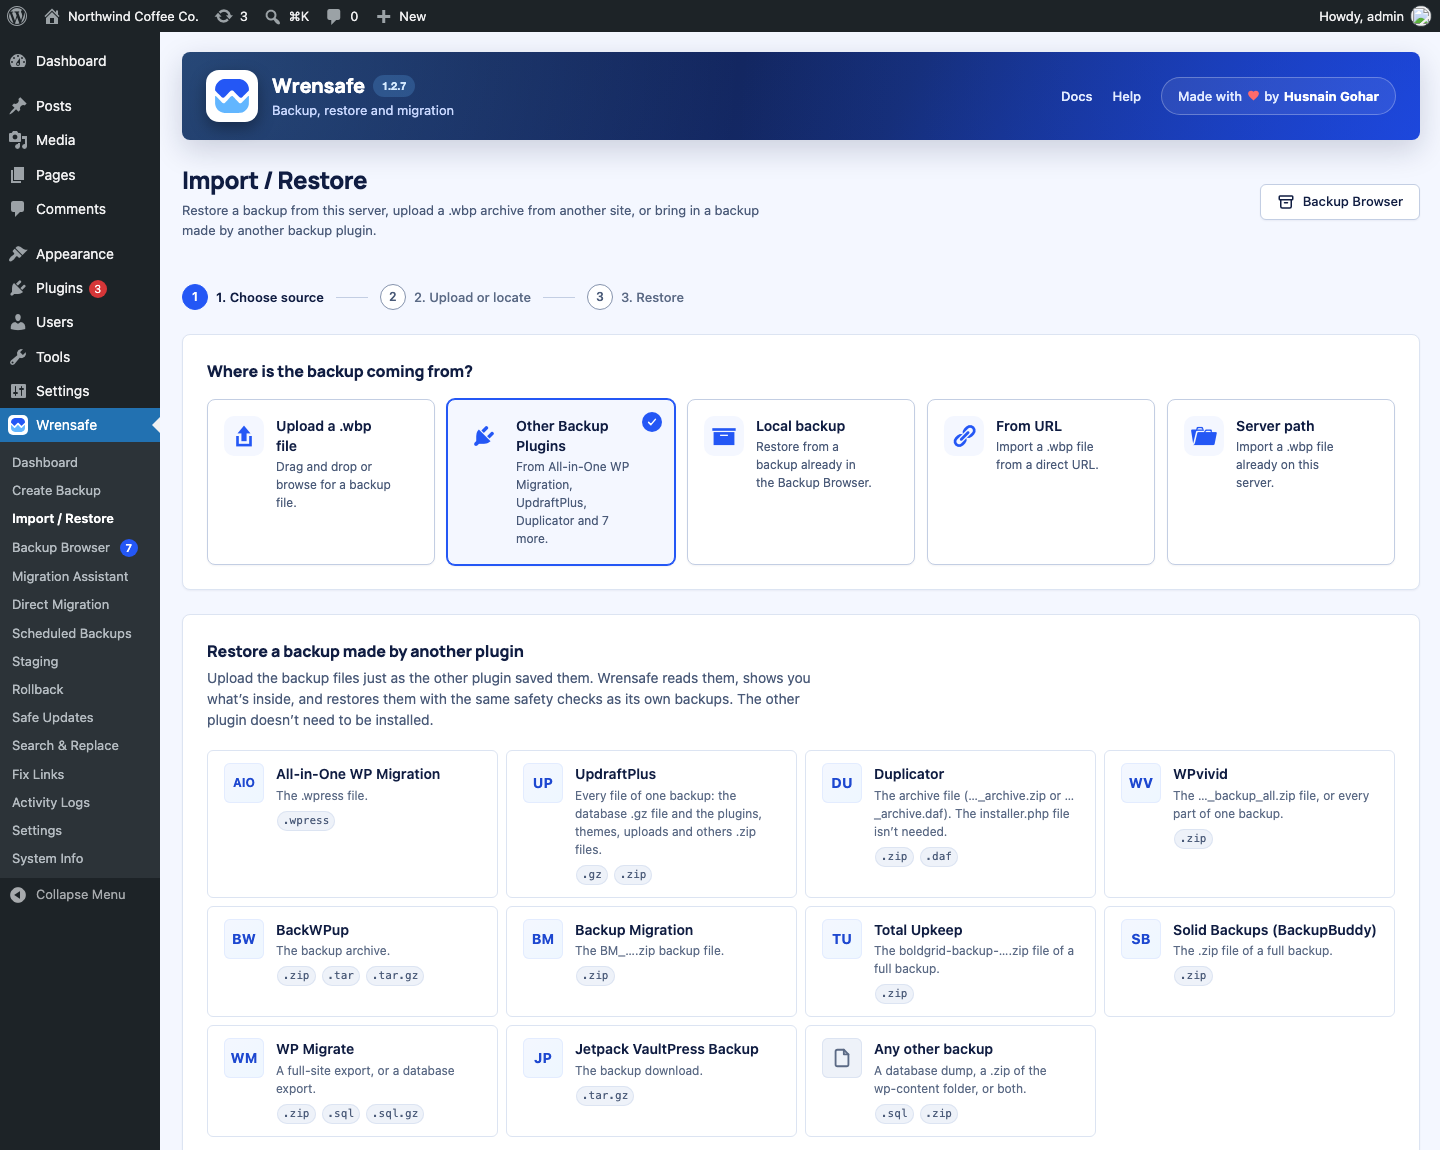 Northwind Coffee Co.
3
⌘K
0
New
Howdy, admin
Dashboard
Posts
Media
Pages
Comments
Appearance
Plugins 3
Users
Tools
Settings
Wrensafe
Dashboard
Create Backup
Import / Restore
Backup Browser 7
Migration Assistant
Direct Migration
Scheduled Backups
Staging
Rollback
Safe Updates
Search & Replace
Fix Links
Activity Logs
Settings
System Info
Collapse Menu
Wrensafe 1.2.7
Backup, restore and migration
Docs
Help
Made with ♥ by Husnain Gohar
Import / Restore
Restore a backup from this server, upload a .wbp archive from another site, or bring in a backup
made by another backup plugin.
Backup Browser
1 1. Choose source
2 2. Upload or locate
3 3. Restore
Where is the backup coming from?
Upload a .wbp
file
Drag and drop or
browse for a backup
file.
Other Backup
Plugins
From All-in-One WP
Migration,
UpdraftPlus,
Duplicator and 7
more.
Local backup
Restore from a
backup already in
the Backup Browser.
From URL
Import a .wbp file
from a direct URL.
Server path
Import a .wbp file
already on this
server.
Restore a backup made by another plugin
Upload the backup files just as the other plugin saved them. Wrensafe reads them, shows you
what's inside, and restores them with the same safety checks as its own backups. The other
plugin doesn't need to be installed.
AIO
All-in-One WP Migration
The .wpress file.
.wpress
UP
UpdraftPlus
Every file of one backup: the
database .gz file and the plugins,
themes, uploads and others .zip
files.
.gz .zip
DU
Duplicator
The archive file (…_archive.zip or …
_archive.daf). The installer.php file
isn't needed.
.zip .daf
WV
WPvivid
The …_backup_all.zip file, or every
part of one backup.
.zip
BW
BackWPup
The backup archive.
.zip .tar .tar.gz
BM
Backup Migration
The BM_….zip backup file.
.zip
TU
Total Upkeep
The boldgrid-backup-….zip file of a
full backup.
.zip
SB
Solid Backups (BackupBuddy)
The .zip file of a full backup.
.zip
WM
WP Migrate
A full-site export, or a database
export.
.zip .sql .sql.gz
JP
Jetpack VaultPress Backup
The backup download.
.tar.gz
Any other backup
A database dump, a .zip of the
wp-content folder, or both.
.sql .zip